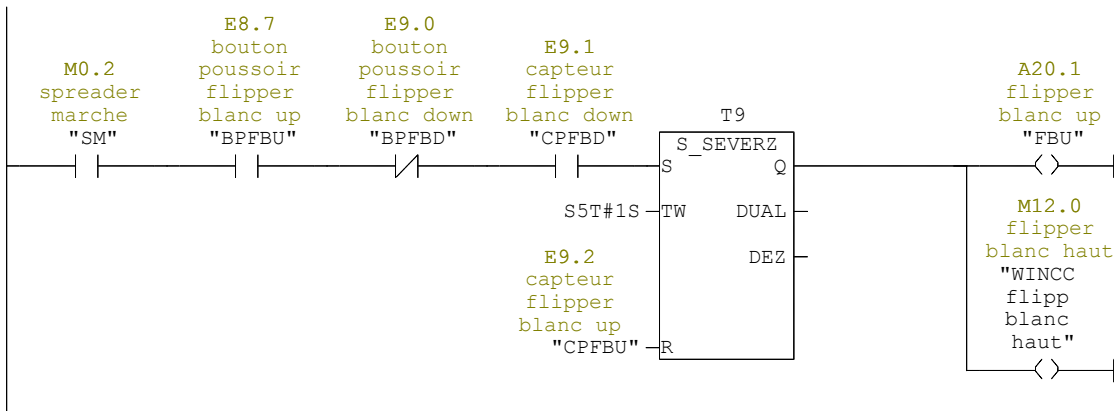 M0.2
spreader
marche
"SM"
E8.7
bouton
poussoir
flipper
blanc up
"BPFBU"
E9.0
bouton
poussoir
flipper
blanc down
"BPFBD"
E9.1
capteur
flipper
blanc down
"CPFBD"
T9
S_SEVERZ
S
Q
S5T#1S
TW
DUAL
DEZ
E9.2
capteur
flipper
blanc up
"CPFBU"
R
A20.1
flipper
blanc up
"FBU"
M12.0
flipper
blanc haut
"WINCC
flipp
blanc
haut"